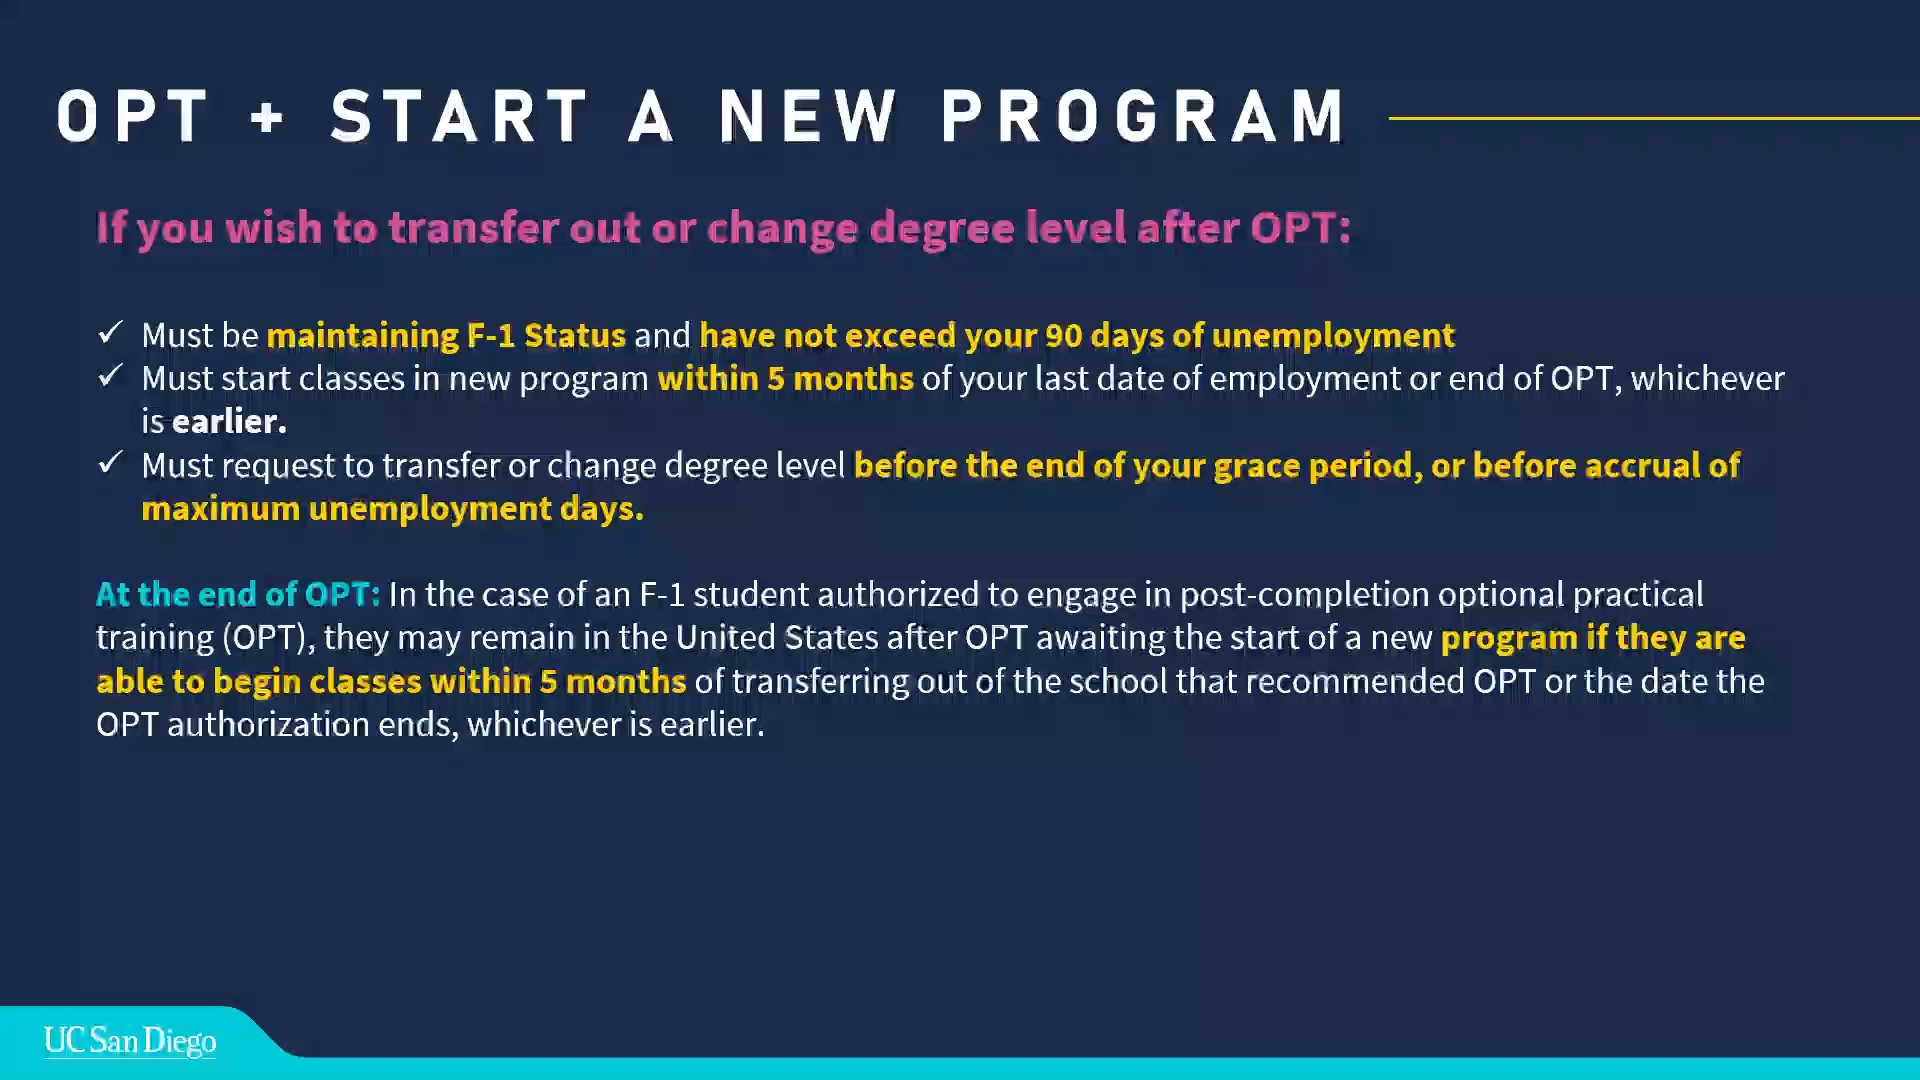 OPT + START A NEW PROGRAM
If you wish to transfer out or change degree level after OPT:
✓ Must be maintaining F-1 Status and have not exceed your 90 days of unemployment
✓ Must start classes in new program within 5 months of your last date of employment or end of OPT, whichever
is earlier.
✓ Must request to transfer or change degree level before the end of your grace period, or before accrual of
maximum unemployment days.
At the end of OPT: In the case of an F-1 student authorized to engage in post-completion optional practical
training (OPT), they may remain in the United States after OPT awaiting the start of a new program if they are
able to begin classes within 5 months of transferring out of the school that recommended OPT or the date the
OPT authorization ends, whichever is earlier.
UC San Diego